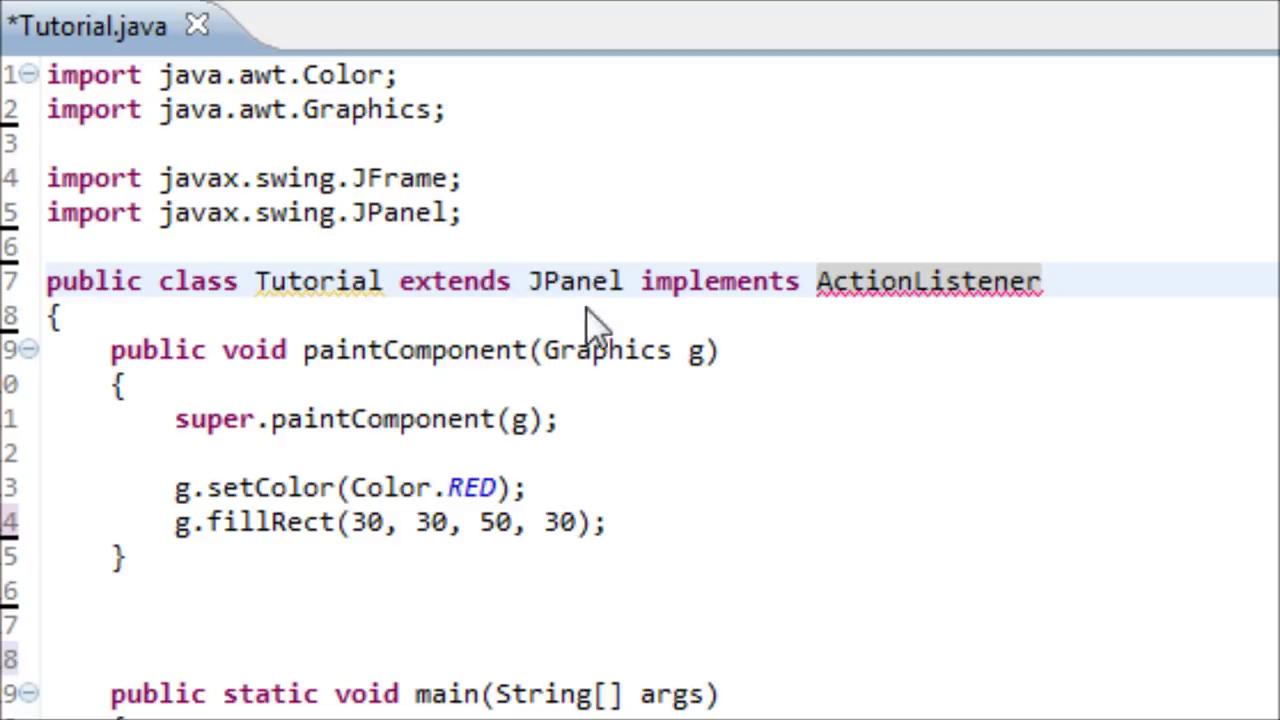 *Tutorial.java
1 import java.awt.Color;
2 import java.awt.Graphics;
3
4 import javax.swing.JFrame;
5 import javax.swing.JPanel;
6
7 public class Tutorial extends JPanel implements ActionListener
8 {
9 public void paintComponent(Graphics g)
0 {
1 super.paintComponent(g);
2
3 g.setColor(Color.RED);
4 g.fillRect(30, 30, 50, 30);
5 }
6
7
8
9 public static void main(String[] args)
{